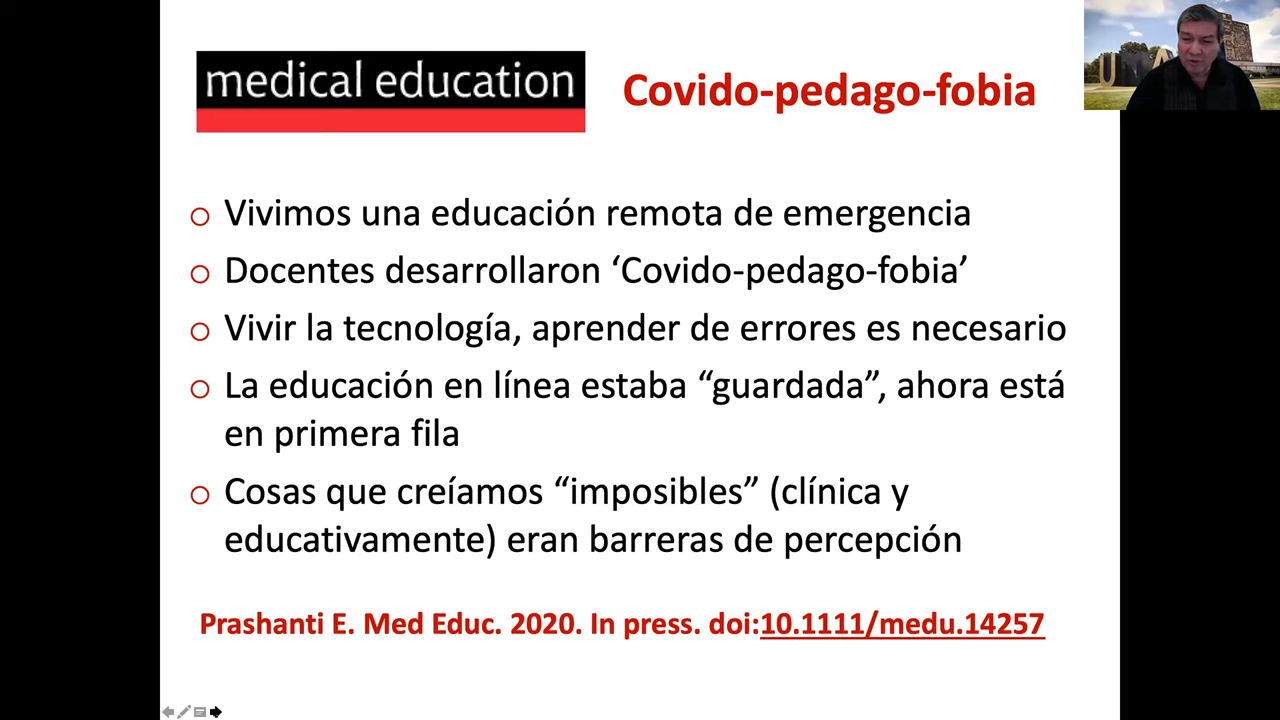 medical education
Covido-pedago-fobia
o Vivimos una educación remota de emergencia
o Docentes desarrollaron ‘Covido-pedago-fobia’
o Vivir la tecnología, aprender de errores es necesario
o La educación en línea estaba “guardada”, ahora está
en primera fila
o Cosas que creíamos “imposibles” (clínica y
educativamente) eran barreras de percepción
Prashanti E. Med Educ. 2020. In press. doi:10.1111/medu.14257